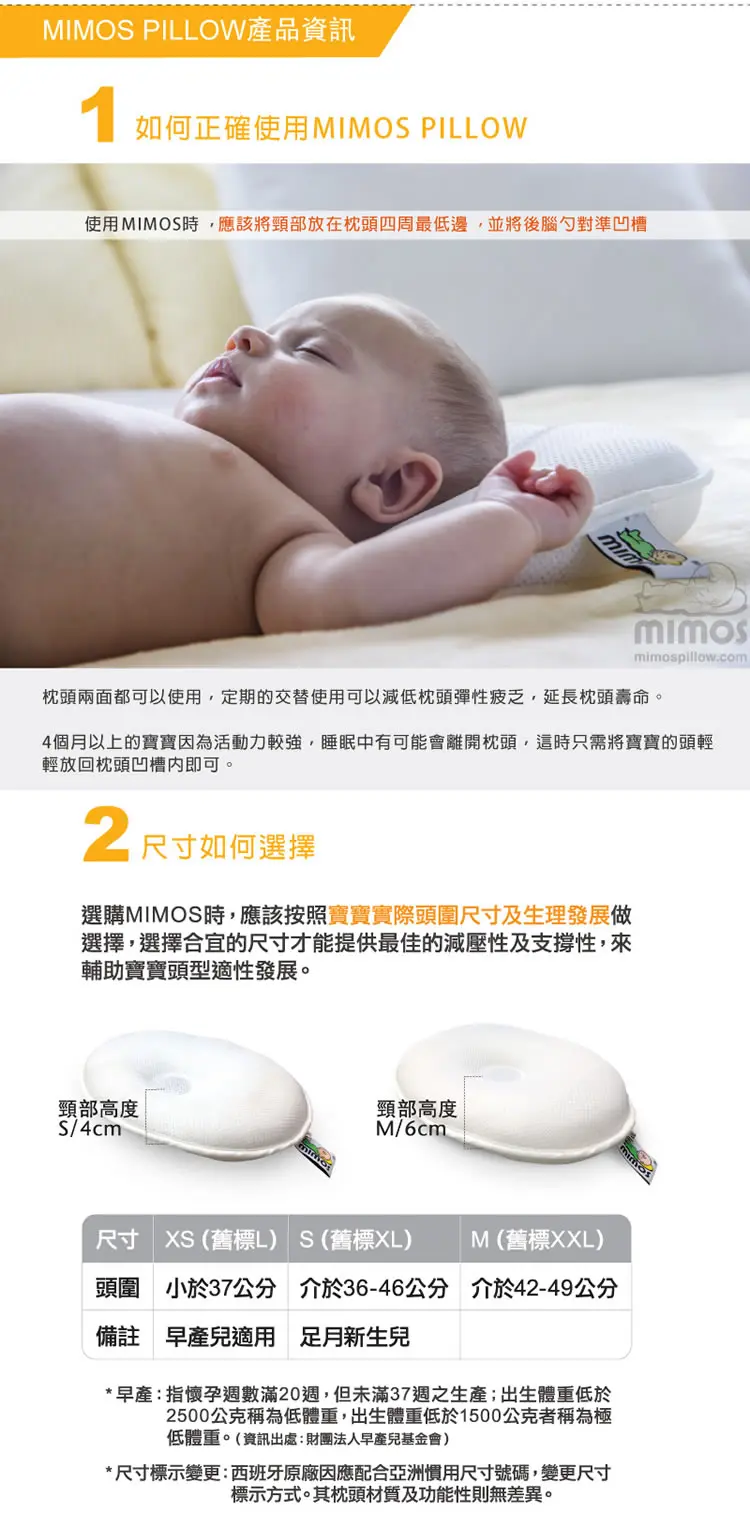 MIMOS PILLOW產品資訊
1 如何正確使用MIMOS PILLOW
使用MIMOS時，應該將頸部放在枕頭四周最低邊，並將後腦勺對準凹槽
mimos
mimospillow.com
枕頭兩面都可以使用，定期的交替使用可以減低枕頭彈性疲乏，延長枕頭壽命。
4個月以上的寶寶因為活動力較強，睡眠中有可能會離開枕頭，這時只需將寶寶的頭輕
輕放回枕頭凹槽內即可。
2 尺寸如何選擇
選購MIMOS時，應該按照寶寶實際頭圍尺寸及生理發展做
選擇，選擇合宜的尺寸才能提供最佳的減壓性及支撐性，來
輔助寶寶頭型適性發展。
頸部高度
S/4cm
mimos
頸部高度
M/6cm
mimos
尺寸 XS (舊標L) S (舊標XL) M (舊標XXL)
頭圍 小於37公分 介於36-46公分 介於42-49公分
備註 早產兒適用 足月新生兒
*早產：指懷孕週數滿20週，但未滿37週之生產；出生體重低於
2500公克稱為低體重，出生體重低於1500公克者稱為極
低體重。(資訊出處：財團法人早產兒基金會)
*尺寸標示變更：西班牙原廠因應配合亞洲慣用尺寸號碼，變更尺寸
標示方式。其枕頭材質及功能性則無差異。